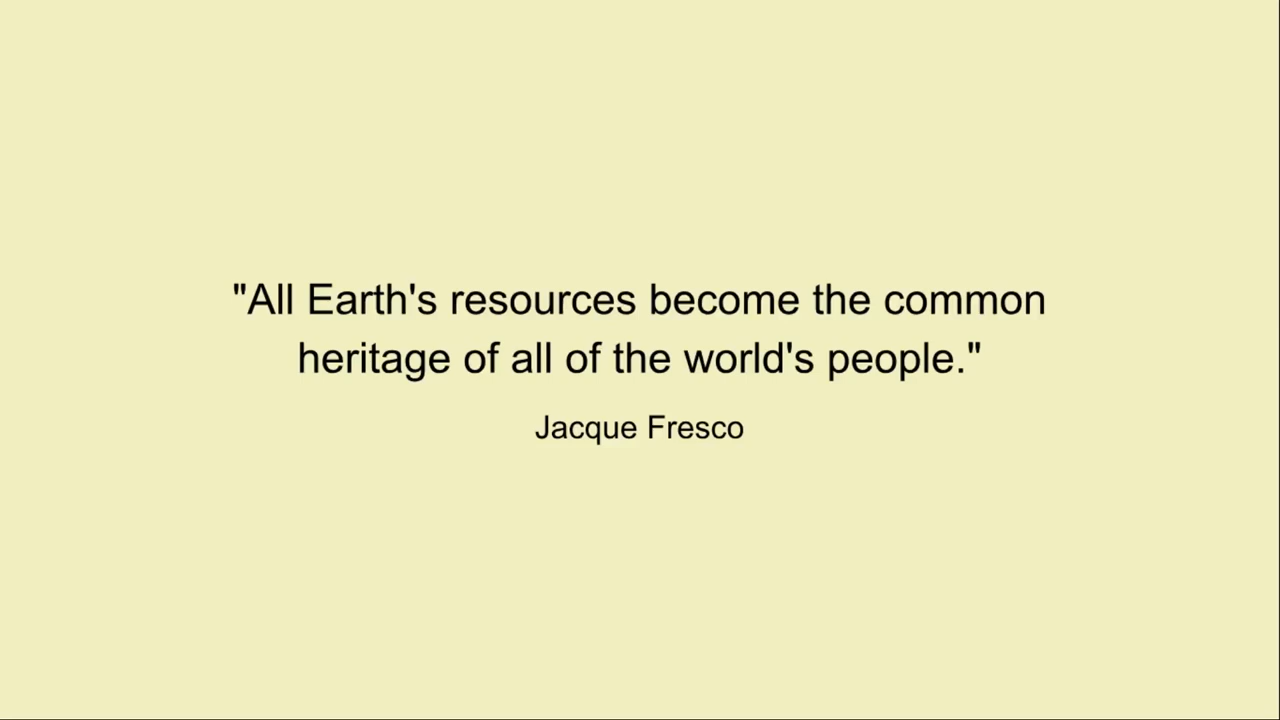 "All Earth's resources become the common
heritage of all of the world's people."
Jacque Fresco